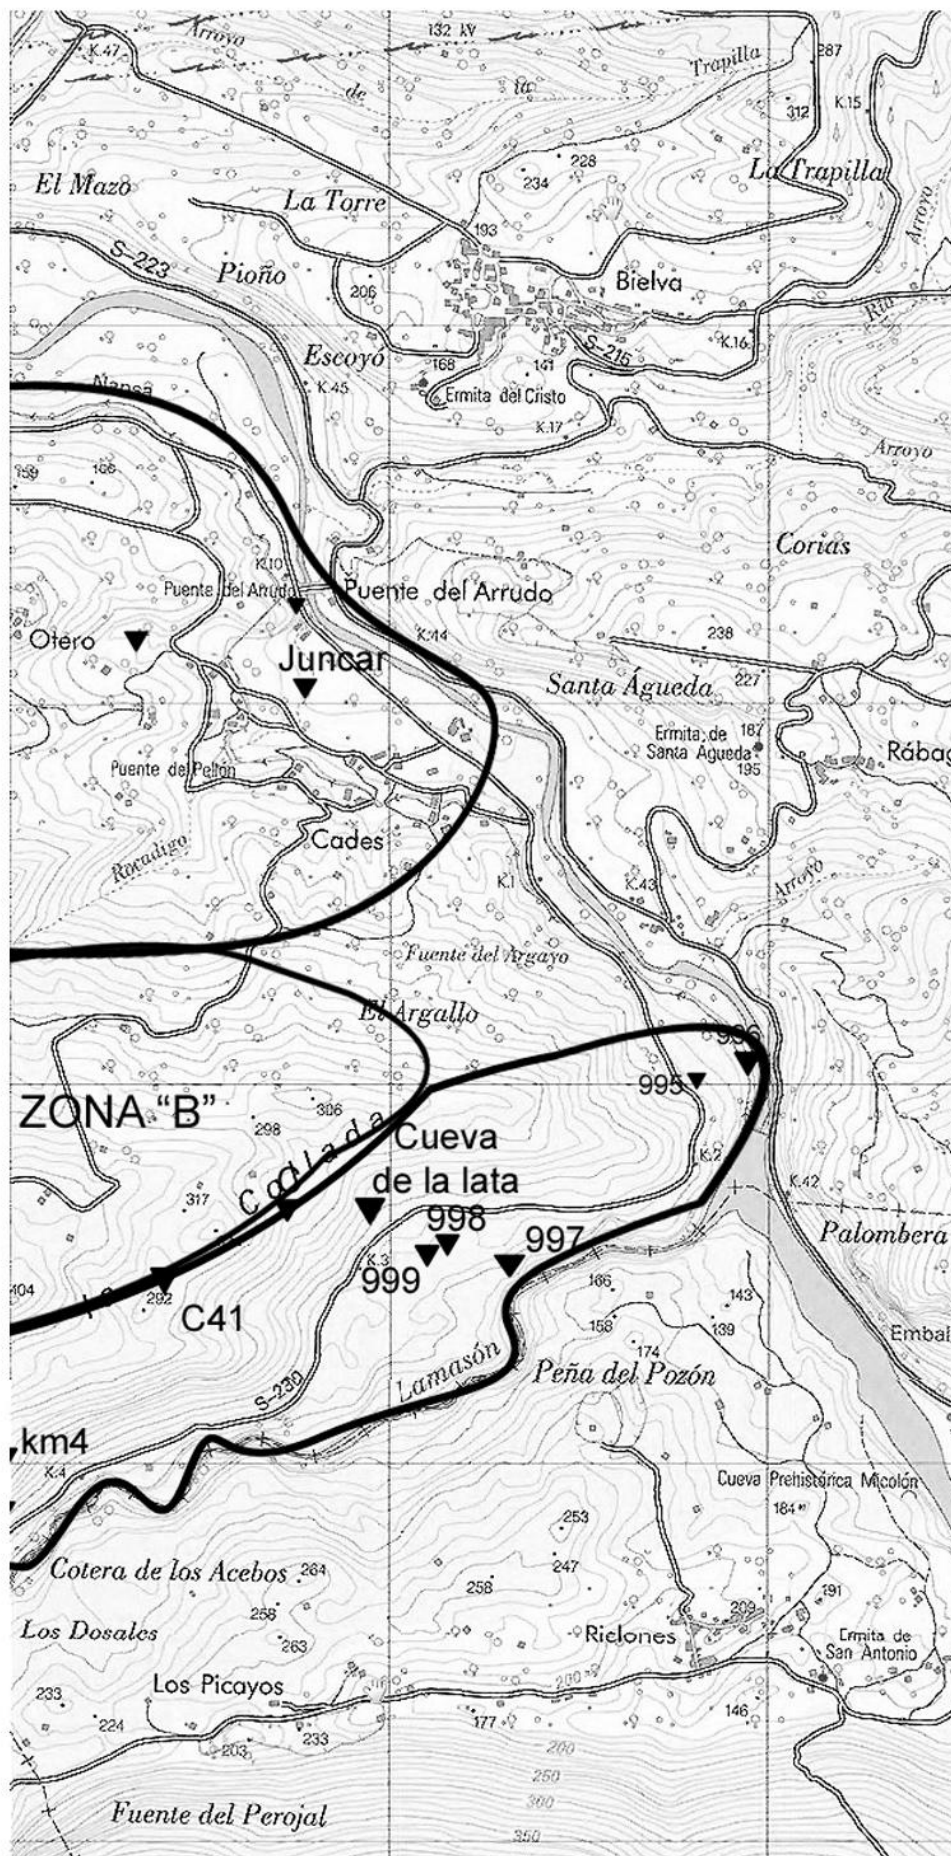 Arroyo
132 kV
K.47
de
la
Trapilla
287
K.15
312
El Mazo
La Torre
228
234
La Trapilla
Arroyo
193
S-223
Pioño
206
Bielva
Ria
Escoyó
168
141
S-215
K.16
Nansa
K.45
Ermita del Cristo
K.17
Arroyo
159
166
Corias
K.10
Puente del Arrudo
Puente del Arrudo
Otero
K.44
238
Juncar
Santa Águeda
227
Ermita de
Santa Agueda
187
195
Rábag
Puente del Pellón
Cades
Rocadigo
K.1
K.43
Arroyo
Fuente del Argayo
El Argallo
996
995
ZONA "B"
306
298
Collada
la
Cueva
de la lata
K.2
K.42
317
998
997
999
K.3
Palombera
404
292
C41
166
158
143
139
174
Embal
Lamasón
Peña del Pozón
S-230
km4
K.4
Cueva Prehistórica Micolón
184
253
247
Cotera de los Acebos
264
258
258
291
209
Los Dosales
263
Riclones
Ermita de
San Antonio
Los Picayos
200
233
224
233
203
177
146
200
250
300
350
Fuente del Perojal